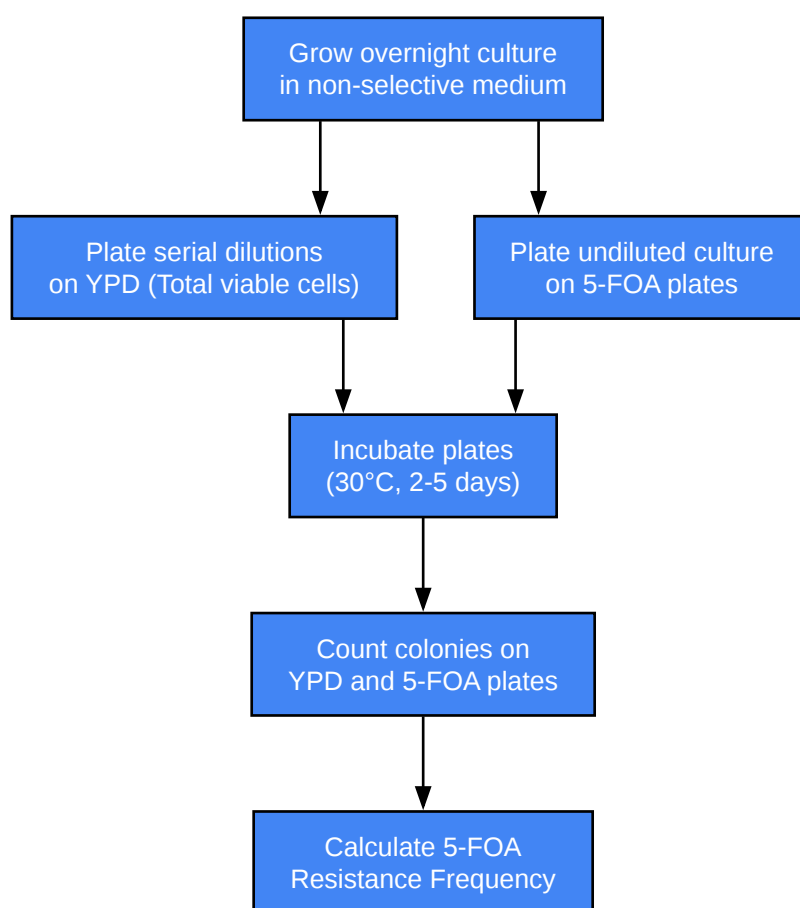 Grow overnight culture
in non-selective medium
Plate serial dilutions
on YPD (Total viable cells)
Plate undiluted culture
on 5-FOA plates
Incubate plates
(30°C, 2-5 days)
Count colonies on
YPD and 5-FOA plates
Calculate 5-FOA
Resistance Frequency